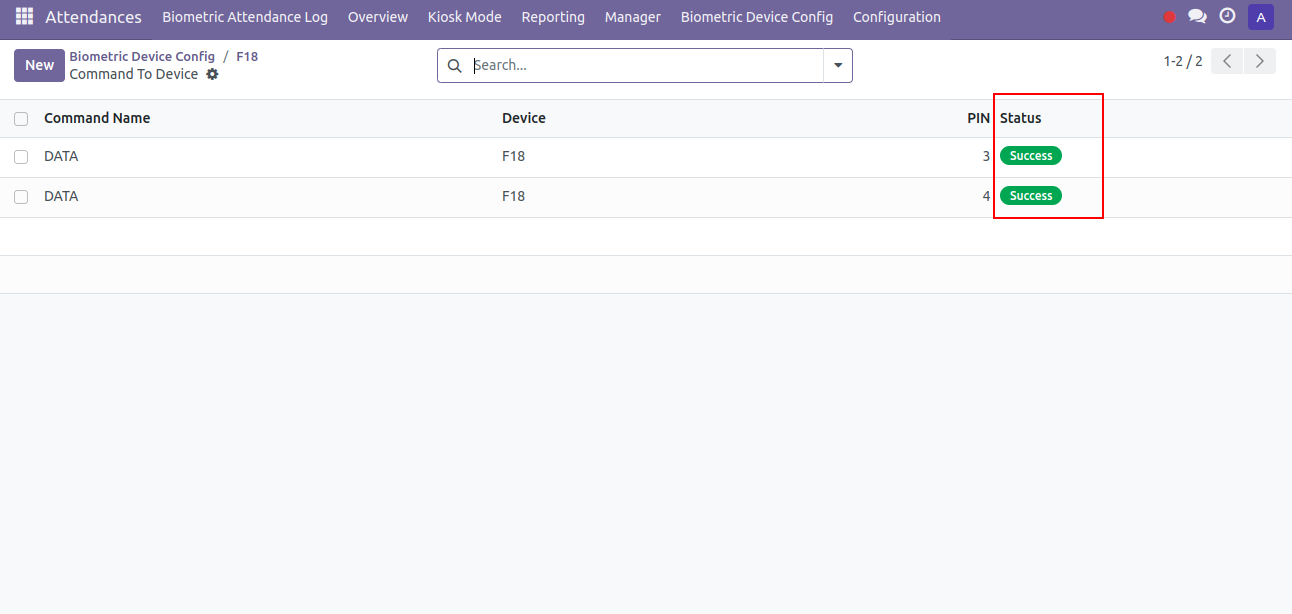 Attendances Biometric Attendance Log Overview Kiosk Mode Reporting Manager Biometric Device Config Configuration A
New Biometric Device Config / F18
Command To Device
Search...
1-2 / 2
Command Name Device PIN Status
DATA F18 3 Success
DATA F18 4 Success